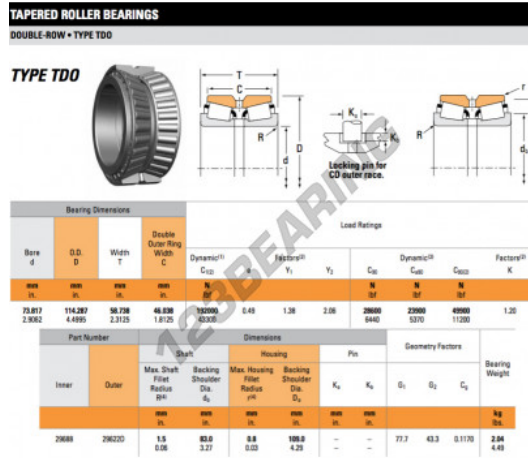 TAPERED ROLLER BEARINGS
DOUBLE-ROW • TYPE TDO
TYPE TDO
T
C
R
D
d
Kₐ
Locking pin for
CD outer race.
r
R
dₐ
123BEARING
Bearing Dimensions
Load Ratings
Bore
d
O.D.
D
Width
T
Double
Outer Ring
Width
C
Dynamic(1)
C1(2)
Factors(2)
e Y1 Y2
Dynamic(3)
C90 Ca90 C90(2)
Factors(2)
K
mm mm mm mm N N N N
in. in. in. in. lbf lbf lbf lbf
73.817 114.287 58.738 46.038 192000 0.49 1.38 2.06 28600 23900 49900 1.20
2.9062 4.4995 2.3125 1.8125 43300 6440 5370 11200
Part Number
Dimensions
Geometry Factors
Bearing
Weight
Shaft
Housing
Pin
Inner
Outer
Max. Shaft
Fillet
Radius
R(4)
Backing
Shoulder
Dia.
Max. Housing
Fillet
Radius
r(4)
Backing
Shoulder
Dia.
G1 G2
mm mm mm mm mm mm kg
in. in. in. in. in. in. lbs.
29688 29622D 1.5 83.0 0.8 109.0 – – 77.7 43.3 0.1170 2.04
0.06 3.27 0.03 4.29 – – 4.49